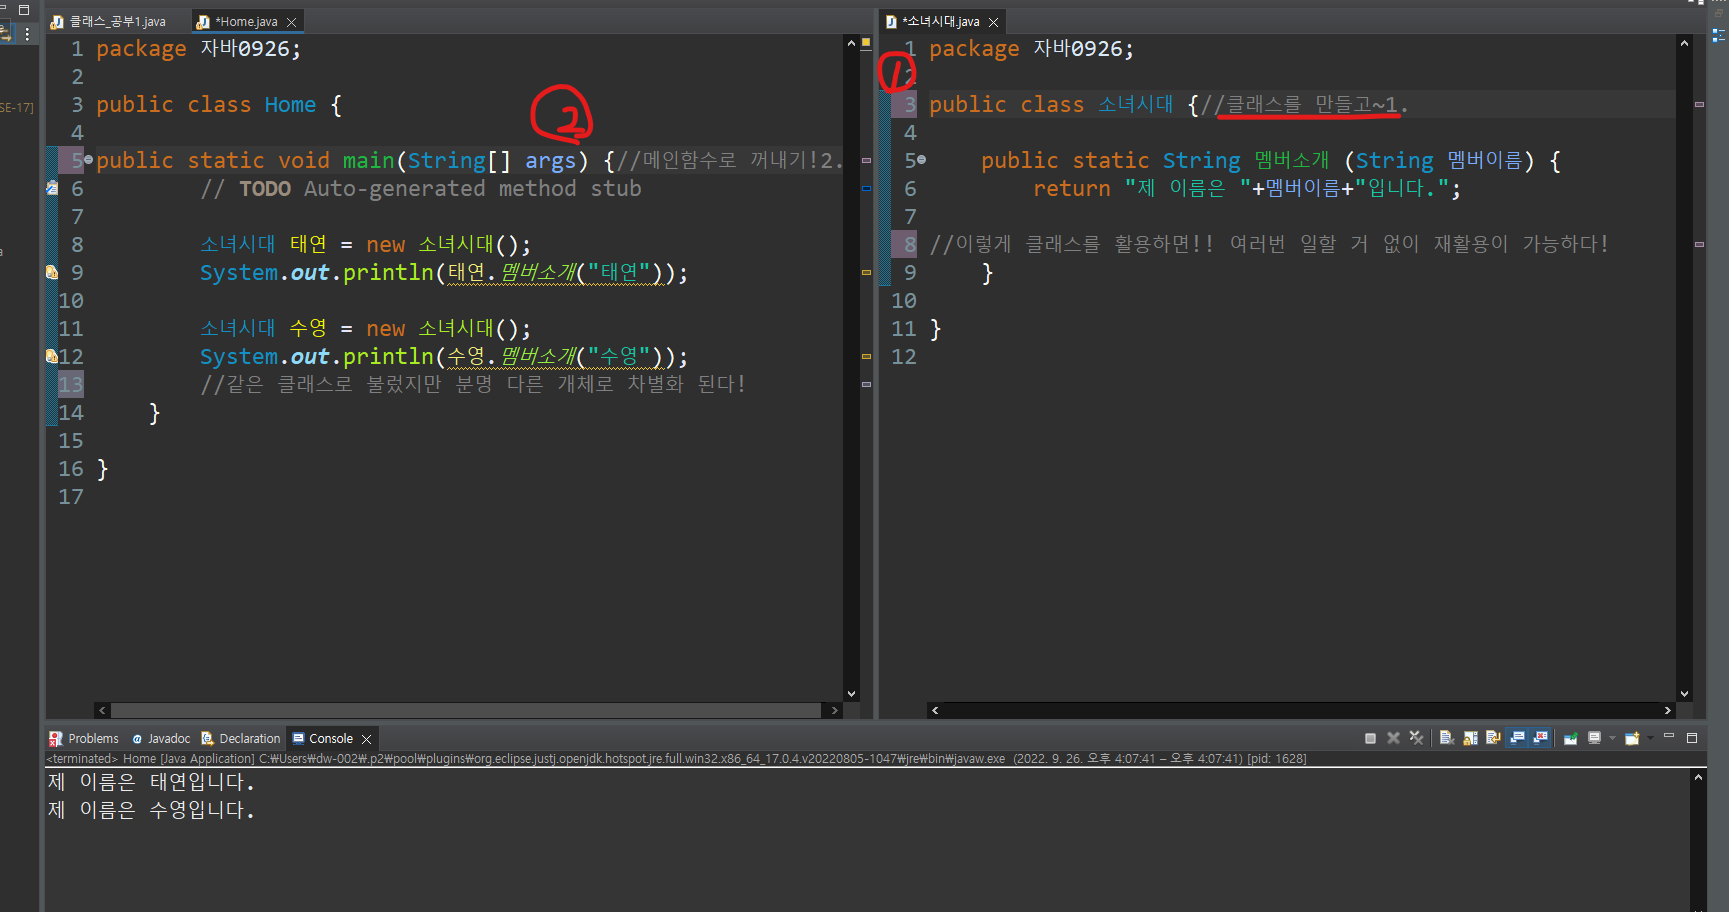 클래스_공부1.java
*Home.java
1 package 자바0926;
2
3 public class Home {
4
②
5 public static void main(String[] args) {//메인함수로 꺼내기!2.
6 // TODO Auto-generated method stub
7
8 소녀시대 태연 = new 소녀시대();
9 System.out.println(태연.멤버소개("태연"));
10
11 소녀시대 수영 = new 소녀시대();
12 System.out.println(수영.멤버소개("수영"));
13 //같은 클래스로 불렀지만 분명 다른 개체로 차별화 된다!
14 }
15
16 }
17
SE-17]
*소녀시대.java
1 package 자바0926;
①
2
3 public class 소녀시대 {//클래스를 만들고~1.
4
5 public static String 멤버소개 (String 멤버이름) {
6 return "제 이름은 "+멤버이름+"입니다.";
7
8 //이렇게 클래스를 활용하면!! 여러번 일할 거 없이 재활용이 가능하다!
9 }
10
11 }
12
Problems @ Javadoc Declaration Console
<terminated> Home [Java Application] C:₩Users₩dw-002₩.p2₩pool₩plugins₩org.eclipse.justj.openjdk.hotspot.jre.full.win32.x86_64_17.0.4.v20220805-1047₩jre₩bin₩javaw.exe (2022. 9. 26. 오후 4:07:41 – 오후 4:07:41) [pid: 1628]
제 이름은 태연입니다.
제 이름은 수영입니다.